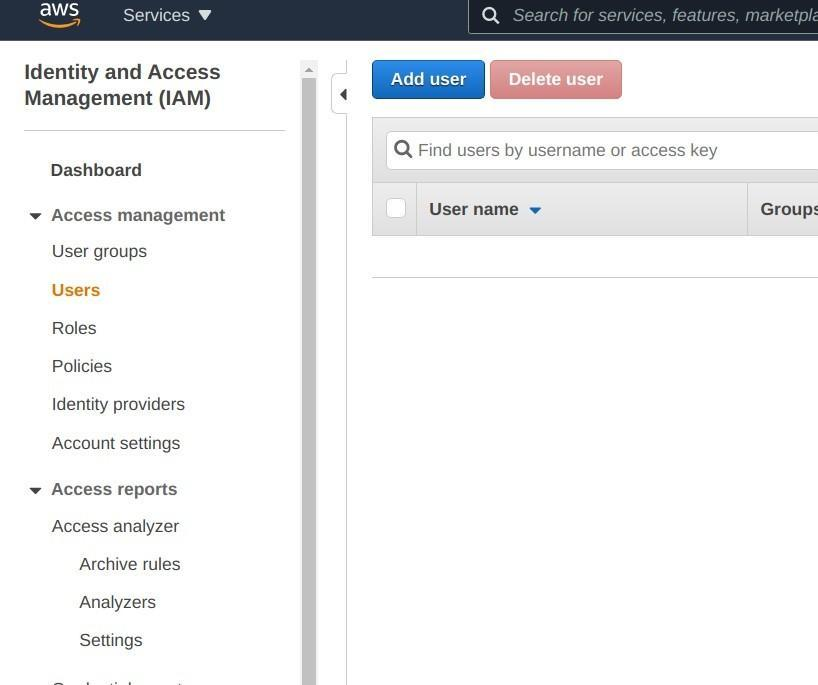 aws
Services
Search for services, features, marketpla
Identity and Access
Management (IAM)
Dashboard
Access management
User groups
Users
Roles
Policies
Identity providers
Account settings
Access reports
Access analyzer
Archive rules
Analyzers
Settings
Add user
Delete user
Find users by username or access key
User name
Groups